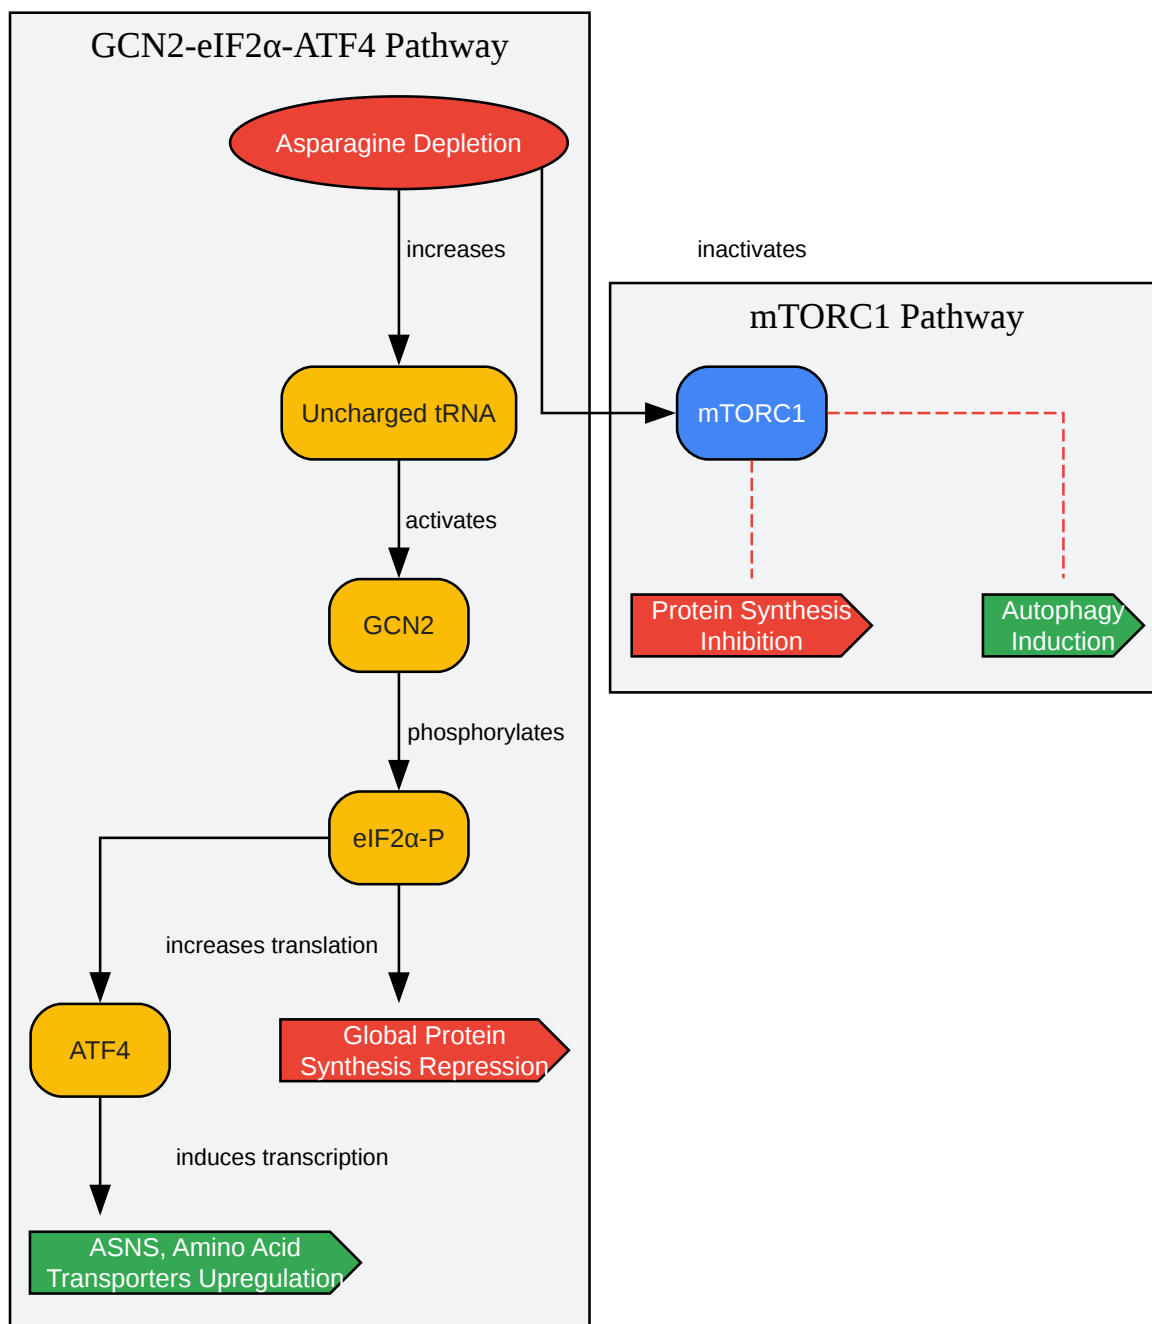 GCN2-eIF2α-ATF4 Pathway
Asparagine Depletion
increases
inactivates
mTORC1 Pathway
Uncharged tRNA
mTORC1
activates
GCN2
Protein Synthesis
Inhibition
Autophagy
Induction
phosphorylates
eIF2α-P
increases translation
ATF4
Global Protein
Synthesis Repression
induces transcription
ASNS, Amino Acid
Transporters Upregulation